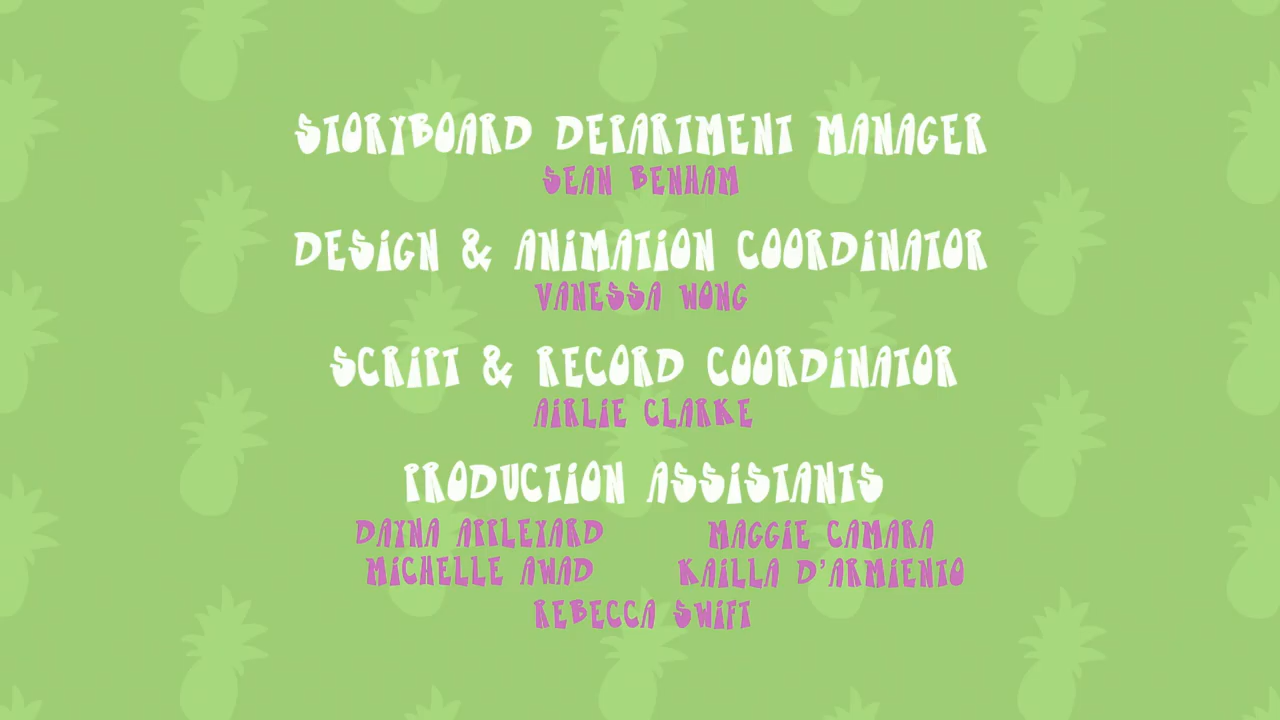 STORYBOARD DEPARTMENT MANAGER
SEAN BENHAM
DESIGN & ANIMATION COORDINATOR
VANESSA WONG
SCRIPT & RECORD COORDINATOR
AIRLIE CLARKE
PRODUCTION ASSISTANTS
DAYNA APPLEYARD MAGGIE CAMARA
MICHELLE AWAD KAILLA D'ARMIENTO
REBECCA SWIFT